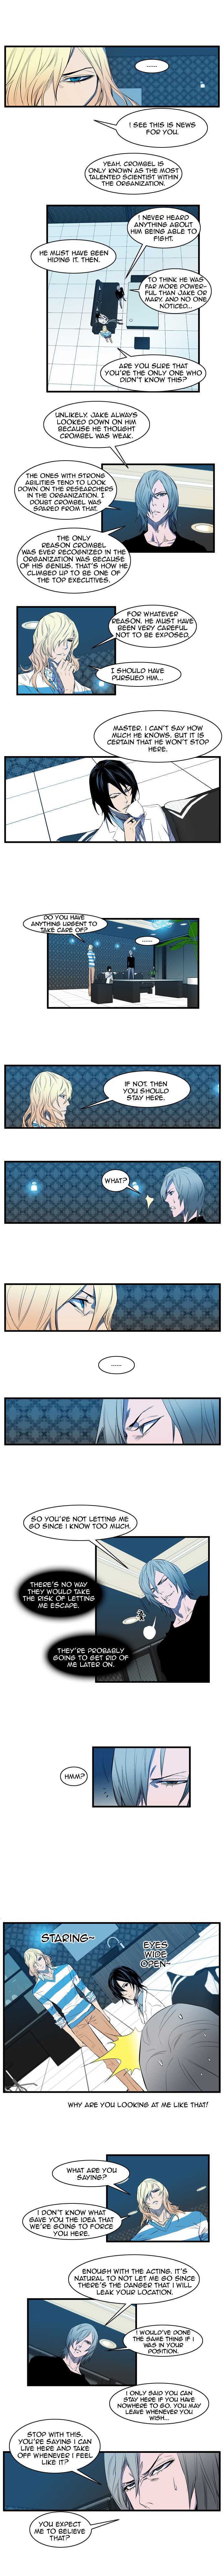 ......
I SEE THIS IS NEWS
FOR YOU.
YEAH. CROMBEL IS
ONLY KNOWN AS THE MOST
TALENTED SCIENTIST WITHIN
THE ORGANIZATION.
I NEVER HEARD
ANYTHING ABOUT
HIM BEING ABLE TO
FIGHT.
HE MUST HAVE BEEN
HIDING IT, THEN.
TO THINK HE WAS
FAR MORE POWER-
FUL THAN JAKE OR
MARY, AND NO ONE
NOTICED...
ARE YOU SURE THAT
YOU'RE THE ONLY ONE WHO
DIDN'T KNOW THIS?
UNLIKELY. JAKE ALWAYS
LOOKED DOWN ON HIM
BECAUSE HE THOUGHT
CROMBEL WAS WEAK.
THE ONES WITH STRONG
ABILITIES TEND TO LOOK
DOWN ON THE RESEARCHERS
IN THE ORGANIZATION. I
DOUBT CROMBEL WAS
SPARED FROM THAT.
THE ONLY
REASON CROMBEL
WAS EVER RECOGNIZED IN THE
ORGANIZATION WAS BECAUSE
OF HIS GENIUS. THAT'S HOW HE
CLIMBED UP TO BE ONE OF
THE TOP EXECUTIVES.
FOR WHATEVER
REASON, HE MUST HAVE
BEEN VERY CAREFUL
NOT TO BE EXPOSED.
I SHOULD HAVE
PURSUED HIM...
MASTER, I CAN'T SAY HOW
MUCH HE KNOWS, BUT IT IS
CERTAIN THAT HE WON'T STOP
HERE.
DO YOU HAVE
ANYTHING URGENT TO
TAKE CARE OF?
......
IF NOT, THEN
YOU SHOULD
STAY HERE.
WHAT?
......
SO YOU'RE NOT LETTING ME
GO SINCE I KNOW TOO MUCH.
THERE'S NO WAY
THEY WOULD TAKE
THE RISK OF LETTING
ME ESCAPE.
THEY'RE PROBABLY
GOING TO GET RID OF
ME LATER ON.
HMM?
STARING~
EYES
WIDE
OPEN~
WHY ARE YOU LOOKING AT ME LIKE THAT/
WHAT ARE YOU
SAYING?
I DON'T KNOW WHAT
GAVE YOU THE IDEA THAT
WE'RE GOING TO FORCE
YOU HERE.
ENOUGH WITH THE ACTING. IT'S
NATURAL TO NOT LET ME GO SINCE
THERE'S THE DANGER THAT I WILL
LEAK YOUR LOCATION.
I WOULD'VE DONE
THE SAME THING IF I
WAS IN YOUR
POSITION.
I ONLY SAID YOU CAN
STAY HERE IF YOU HAVE
NOWHERE TO GO. YOU MAY
LEAVE WHENEVER YOU
WISH...
STOP WITH THIS.
YOU'RE SAYING I CAN
LIVE HERE AND TAKE
OFF WHENEVER I FEEL
LIKE IT?
YOU EXPECT
ME TO BELIEVE
THAT?